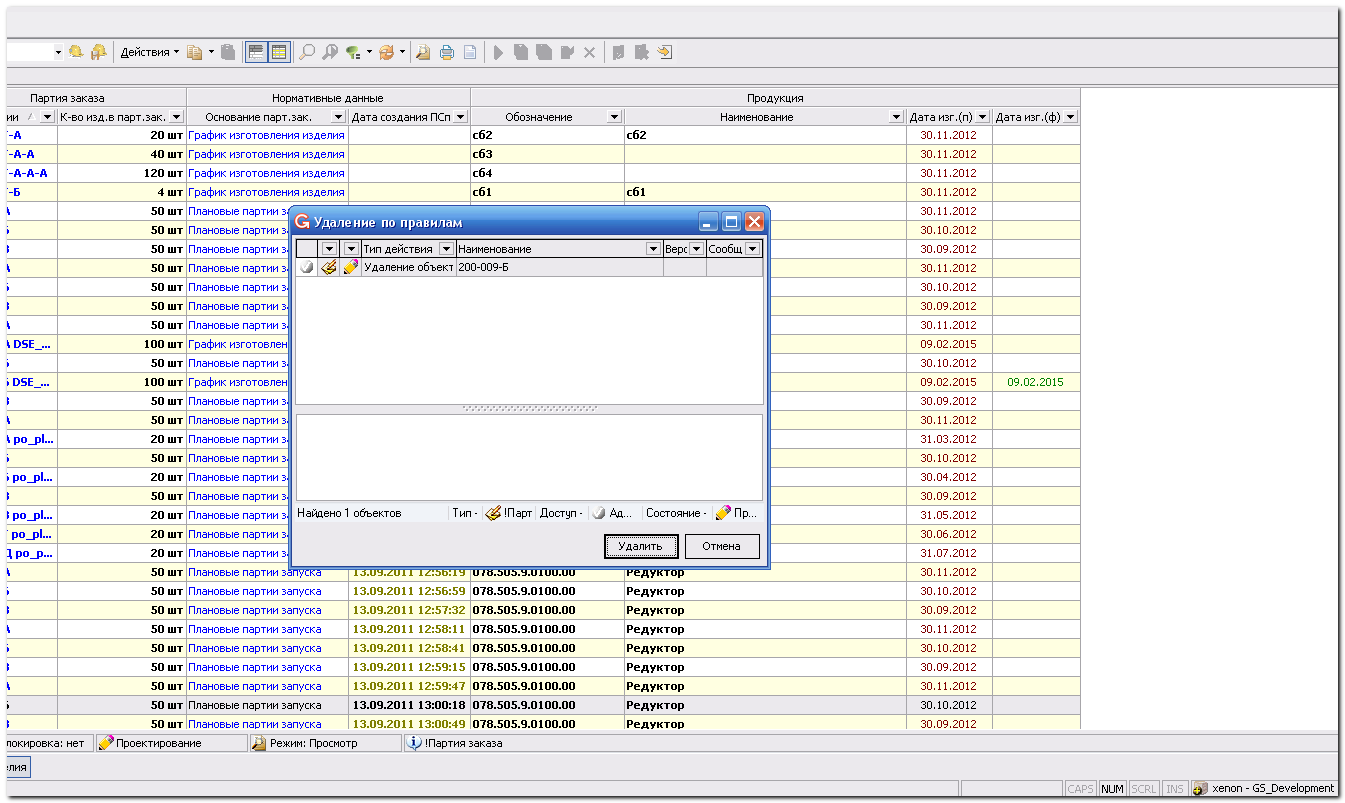 Действия
Партия заказа Нормативные данные Продукция
ии К-во изд.в парт.зак. Основание парт.зак. Дата создания ПСп Обозначение Наименование Дата изг.(п) Дата изг.(ф)
-А 20 шт График изготовления изделия сб2 сб2 30.11.2012
-А-А 40 шт График изготовления изделия сб3 30.11.2012
-А-А-А 120 шт График изготовления изделия сб4 30.11.2012
-Б 4 шт График изготовления изделия сб1 сб1 30.11.2012
А 50 шт Плановые партии з 30.11.2012
Б 50 шт Плановые партии з 30.10.2012
В 50 шт Плановые партии з 30.09.2012
А 50 шт Плановые партии з 30.11.2012
Б 50 шт Плановые партии з 30.10.2012
В 50 шт Плановые партии з 30.09.2012
А 50 шт Плановые партии з 30.11.2012
А DSE_... 100 шт График изготовлен 09.02.2015
Б 50 шт Плановые партии з 30.10.2012
Б DSE_... 100 шт График изготовлен 09.02.2015 09.02.2015
В 50 шт Плановые партии з 30.09.2012
А 50 шт Плановые партии з 30.11.2012
А po_pl... 20 шт Плановые партии з 31.03.2012
Б 50 шт Плановые партии з 30.10.2012
Б po_pl... 20 шт Плановые партии з 30.04.2012
В 50 шт Плановые партии з 30.09.2012
В po_pl... 20 шт Плановые партии з 31.05.2012
Г po_pl... 20 шт Плановые партии з 30.06.2012
Д po_p... 20 шт Плановые партии з 31.07.2012
А 50 шт Плановые партии запуска 13.09.2011 12:56:19 078.505.9.0100.00 Редуктор 30.11.2012
Б 50 шт Плановые партии запуска 13.09.2011 12:56:59 078.505.9.0100.00 Редуктор 30.10.2012
В 50 шт Плановые партии запуска 13.09.2011 12:57:32 078.505.9.0100.00 Редуктор 30.09.2012
А 50 шт Плановые партии запуска 13.09.2011 12:58:11 078.505.9.0100.00 Редуктор 30.11.2012
Б 50 шт Плановые партии запуска 13.09.2011 12:58:41 078.505.9.0100.00 Редуктор 30.10.2012
В 50 шт Плановые партии запуска 13.09.2011 12:59:15 078.505.9.0100.00 Редуктор 30.09.2012
А 50 шт Плановые партии запуска 13.09.2011 12:59:47 078.505.9.0100.00 Редуктор 30.11.2012
Б 50 шт Плановые партии запуска 13.09.2011 13:00:18 078.505.9.0100.00 Редуктор 30.10.2012
В 50 шт Плановые партии запуска 13.09.2011 13:00:49 078.505.9.0100.00 Редуктор 30.09.2012
Удаление по правилам
Тип действия Наименование Верс Сообщ
Удаление объект 200-009-Б
Найдено 1 объектов Тип - !Парт Доступ - Ад... Состояние - Пр...
Удалить Отмена
локировка: нет Проектирование Режим: Просмотр !Партия заказа
елия
CAPS NUM SCRL INS xenon - GS_Development